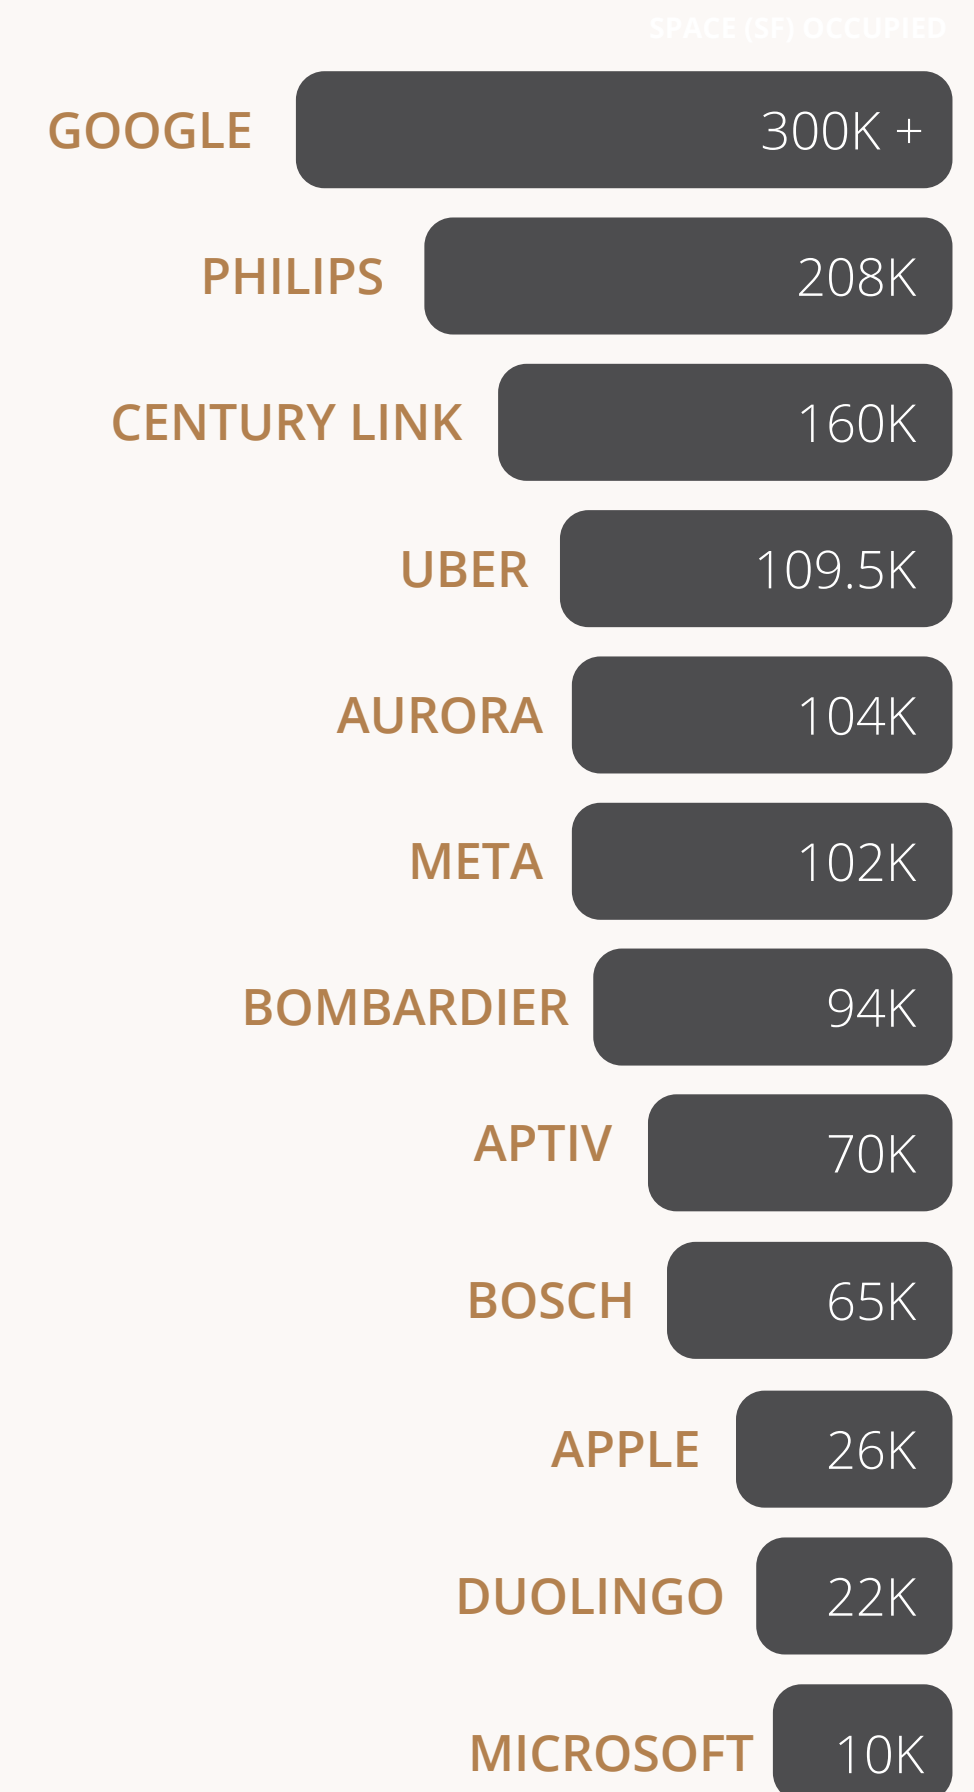 SPACE (SF) OCCUPIED
GOOGLE 300K +
PHILIPS 208K
CENTURY LINK 160K
UBER 109.5K
AURORA 104K
META 102K
BOMBARDIER 94K
APTIV 70K
BOSCH 65K
APPLE 26K
DUOLINGO 22K
MICROSOFT 10K